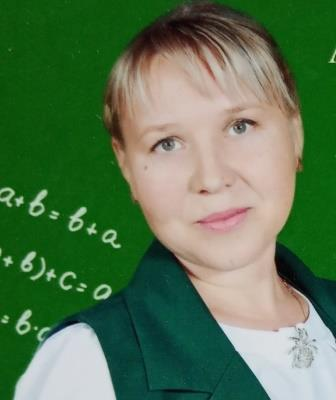 a+b=b+a
+b)+c=a
=b·c